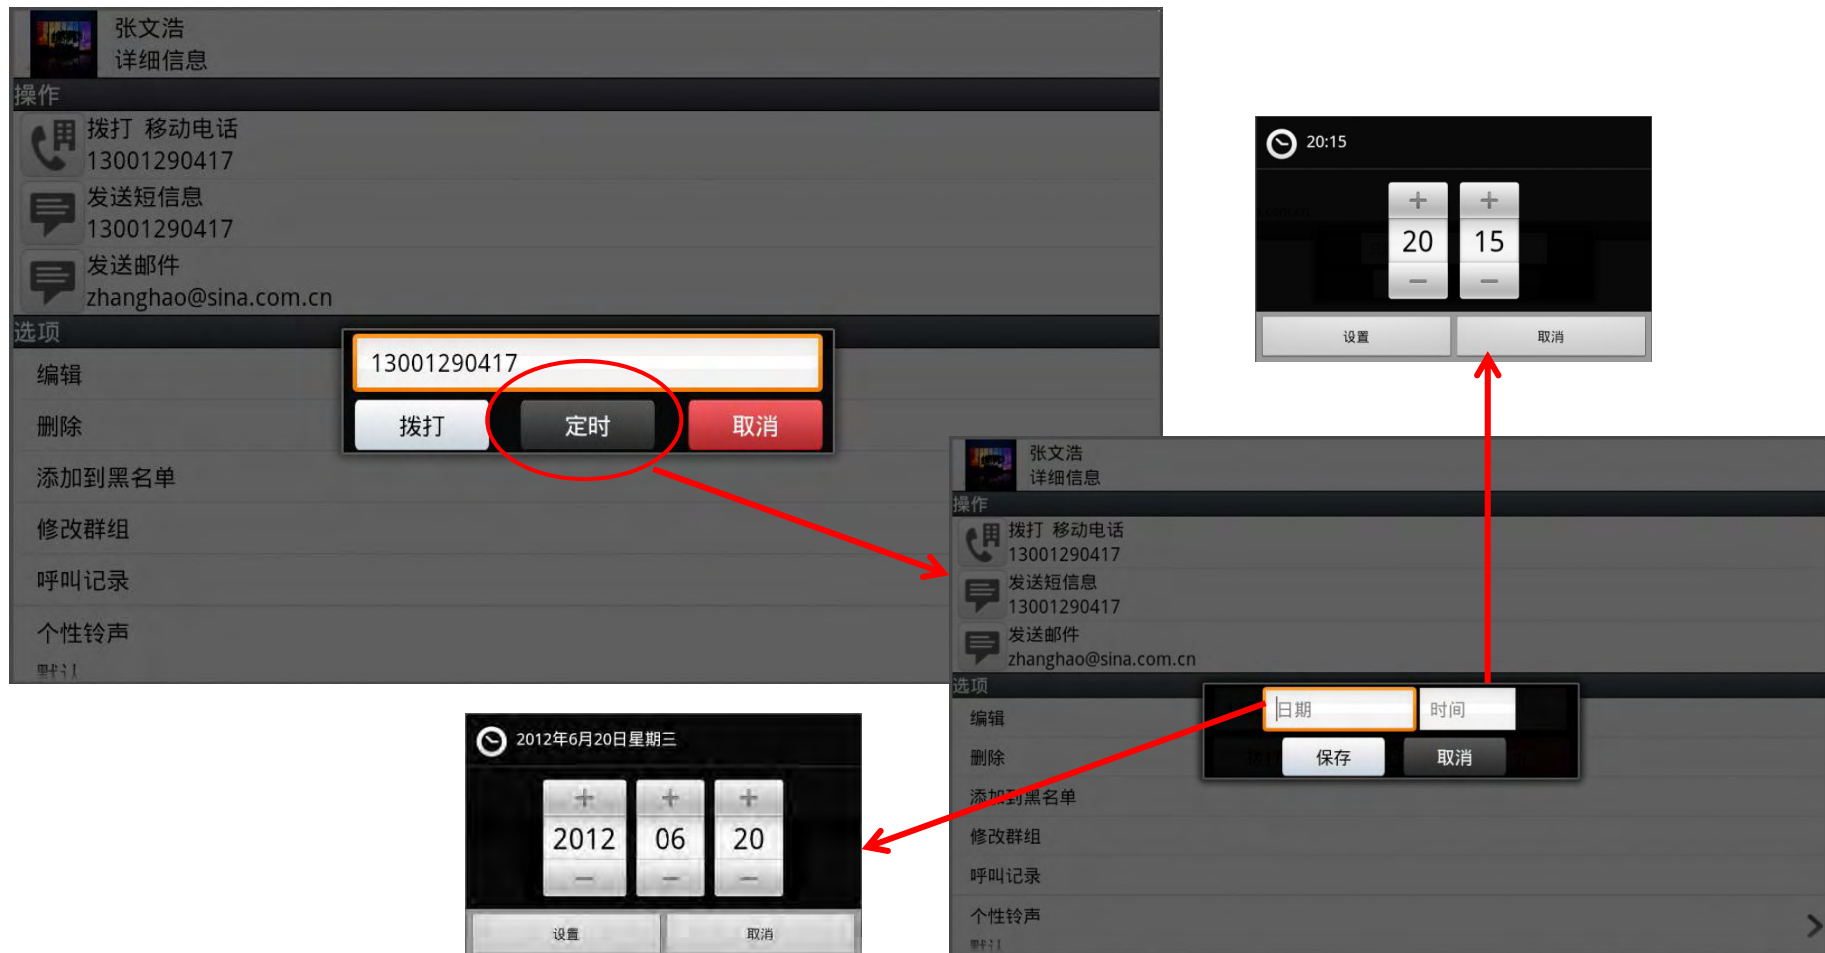 张文浩
详细信息
操作
拨打 移动电话
13001290417
发送短信息
13001290417
发送邮件
zhanghao@sina.com.cn
选项
编辑
删除
添加到黑名单
修改群组
呼叫记录
个性铃声
默认
13001290417
拨打
定时
取消
20:15
.com.cn
20
15
设置
取消
张文浩
详细信息
操作
拨打 移动电话
13001290417
发送短信息
13001290417
发送邮件
zhanghao@sina.com.cn
选项
编辑
删除
添加到黑名单
修改群组
呼叫记录
个性铃声
默认
日期
时间
保存
取消
2012年6月20日星期三
2012
06
20
设置
取消